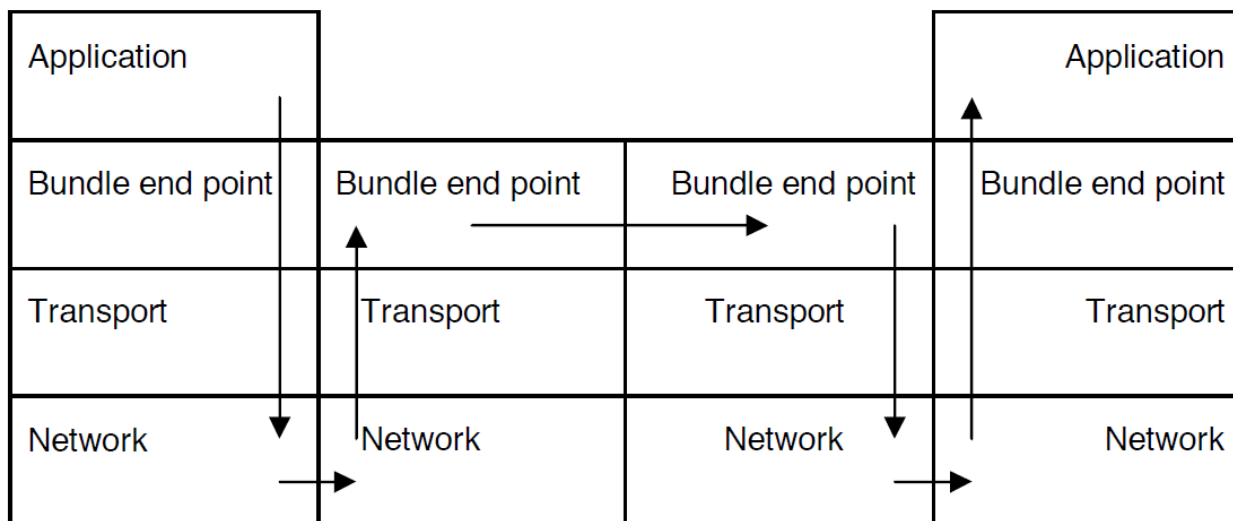 Application
Application
Bundle end point
Bundle end point
Bundle end point
Bundle end point
Transport
Transport
Transport
Transport
Network
Network
Network
Network